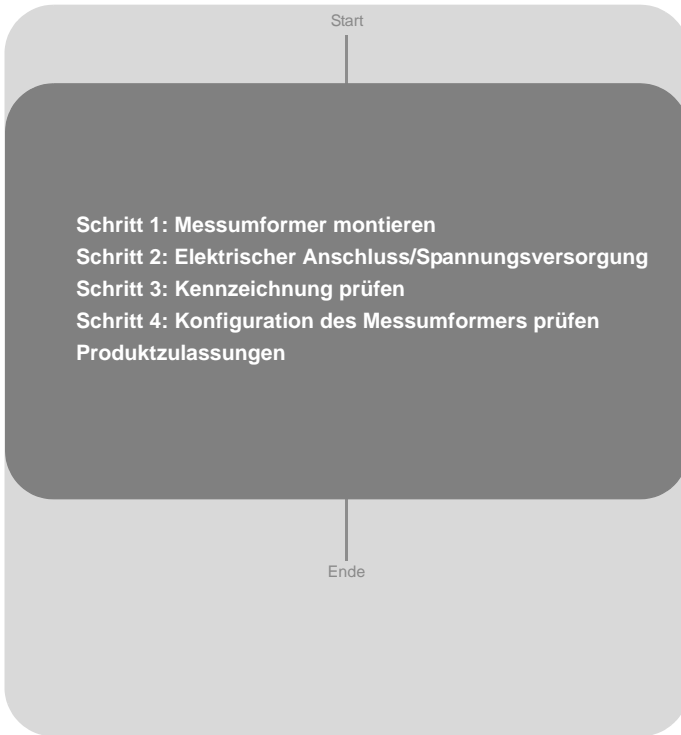 Start
Schritt 1: Messumformer montieren
Schritt 2: Elektrischer Anschluss/Spannungsversorgung
Schritt 3: Kennzeichnung prüfen
Schritt 4: Konfiguration des Messumformers prüfen
Produktzulassungen
Ende